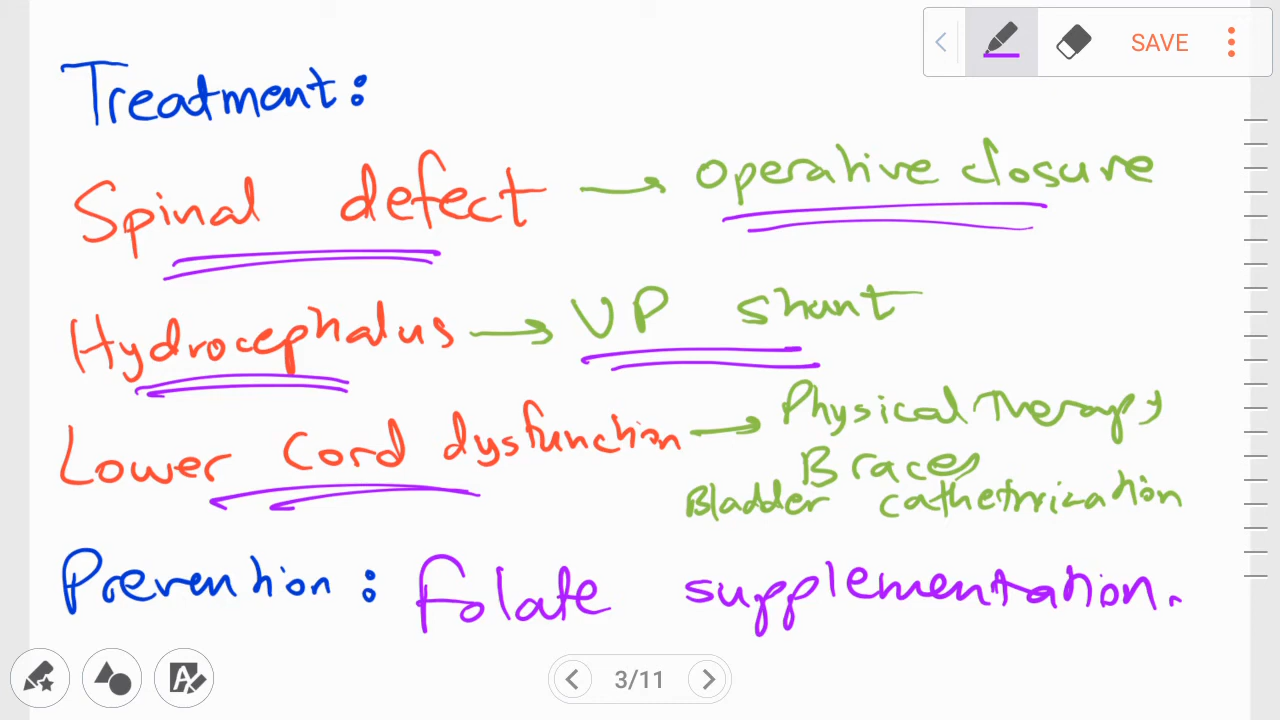 SAVE
Treatment:
Spinal defect → operative closure
Hydrocephalus → VP shunt
Lower Cord dysfunction → Physical Therapy
Braces
Bladder cathetrization
Prevention: folate supplementation.
3/11